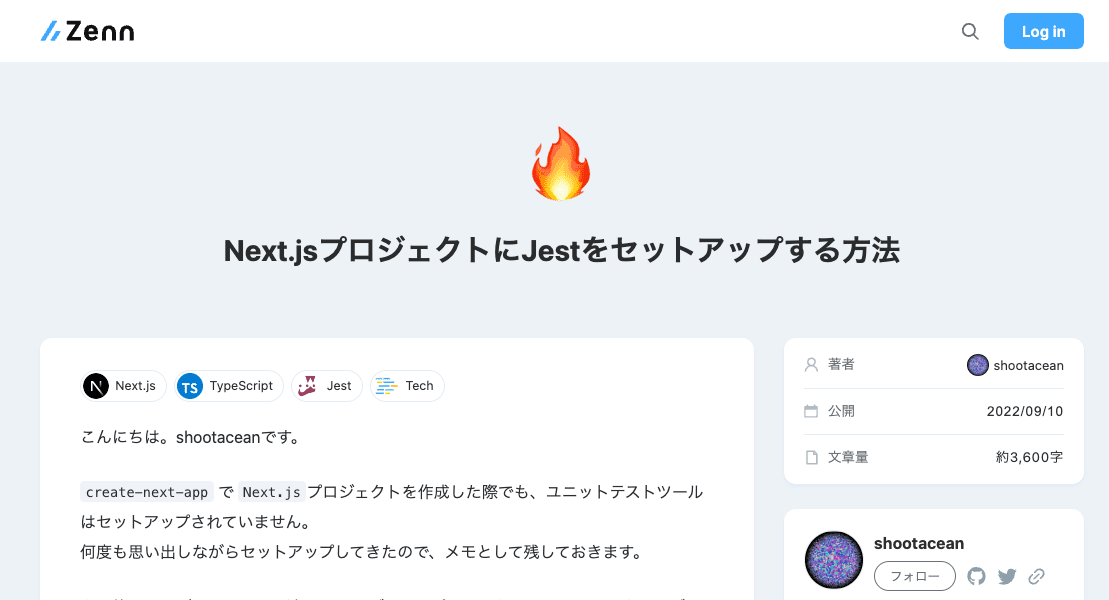 Zenn
Log in
Next.jsプロジェクトにJestをセットアップする方法
Next.js
TypeScript
Jest
Tech
こんにちは。shootaceanです。
create-next-app で Next.js プロジェクトを作成した際でも、ユニットテストツール
はセットアップされていません。
何度も思い出しながらセットアップしてきたので、メモとして残しておきます。
著者 shootacean
公開 2022/09/10
文章量 約3,600字
shootacean
フォロー